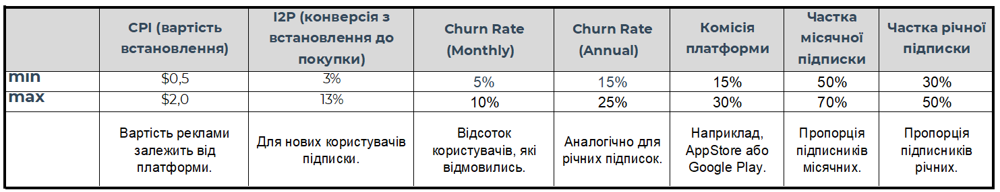 CPI (вартість
встановлення)
I2P (конверсія з
встановлення до
покупки)
Churn Rate
(Monthly)
Churn Rate
(Annual)
Комісія
платформи
Частка
місячної
підписки
Частка річної
підписки
min
$0,5
3%
5%
15%
15%
50%
30%
max
$2,0
13%
10%
25%
30%
70%
50%
Вартість реклами
залежить від
платформи.
Для нових користувачів
підписки.
Відсоток
користувачів, які
відмовились.
Аналогічно для
річних підписок.
Наприклад,
AppStore або
Google Play.
Пропорція
підписників
місячних.
Пропорція
підписників
річних.